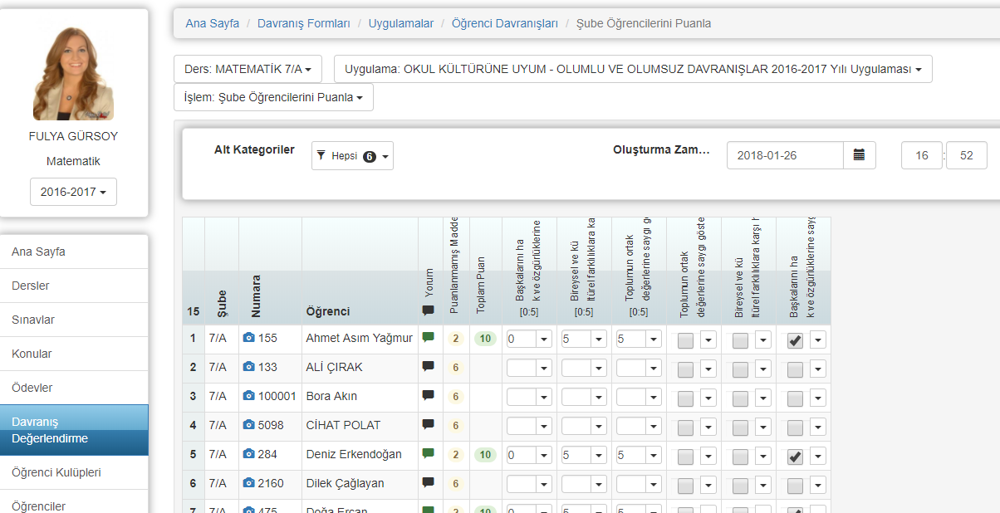 FULYA GÜRSOY
Matematik
2016-2017
Ana Sayfa
Dersler
Sınavlar
Konular
Ödevler
Davranış
Değerlendirme
Öğrenci Kulüpleri
Öğrenciler
Ana Sayfa / Davranış Formları / Uygulamalar / Öğrenci Davranışları / Şube Öğrencilerini Puanla
Ders: MATEMATİK 7/A
Uygulama: OKUL KÜLTÜRÜNE UYUM - OLUMLU VE OLUMSUZ DAVRANIŞLAR 2016-2017 Yılı Uygulaması
İşlem: Şube Öğrencilerini Puanla
Alt Kategoriler
Hepsi 6
Oluşturma Zam...
2018-01-26
16 : 52
15
Şube
Numara
Öğrenci
Yorum
Puanlanmamış Madde
Toplam Puan
Başkalarını ha
k ve özgürlüklerine
[0:5]
Bireysel ve kü
ltürel farklılıklara ka
[0:5]
Toplumun ortak
değerlerine saygı gö
[0:5]
Toplumun ortak
değerlerine saygı göste
Bireysel ve kü
ltürel farklılıklara karşı h
Başkalarını ha
k ve özgürlüklerine say
1 7/A 155 Ahmet Asım Yağmur 2 10 0 5 5
2 7/A 133 ALİ ÇIRAK 6
3 7/A 100001 Bora Akın 6
4 7/A 5098 CİHAT POLAT 6
5 7/A 284 Deniz Erkendoğan 2 10 0 5 5
6 7/A 2160 Dilek Çağlayan 6
7 7/A 475 Doğa Ercan 2 10 0 5 5